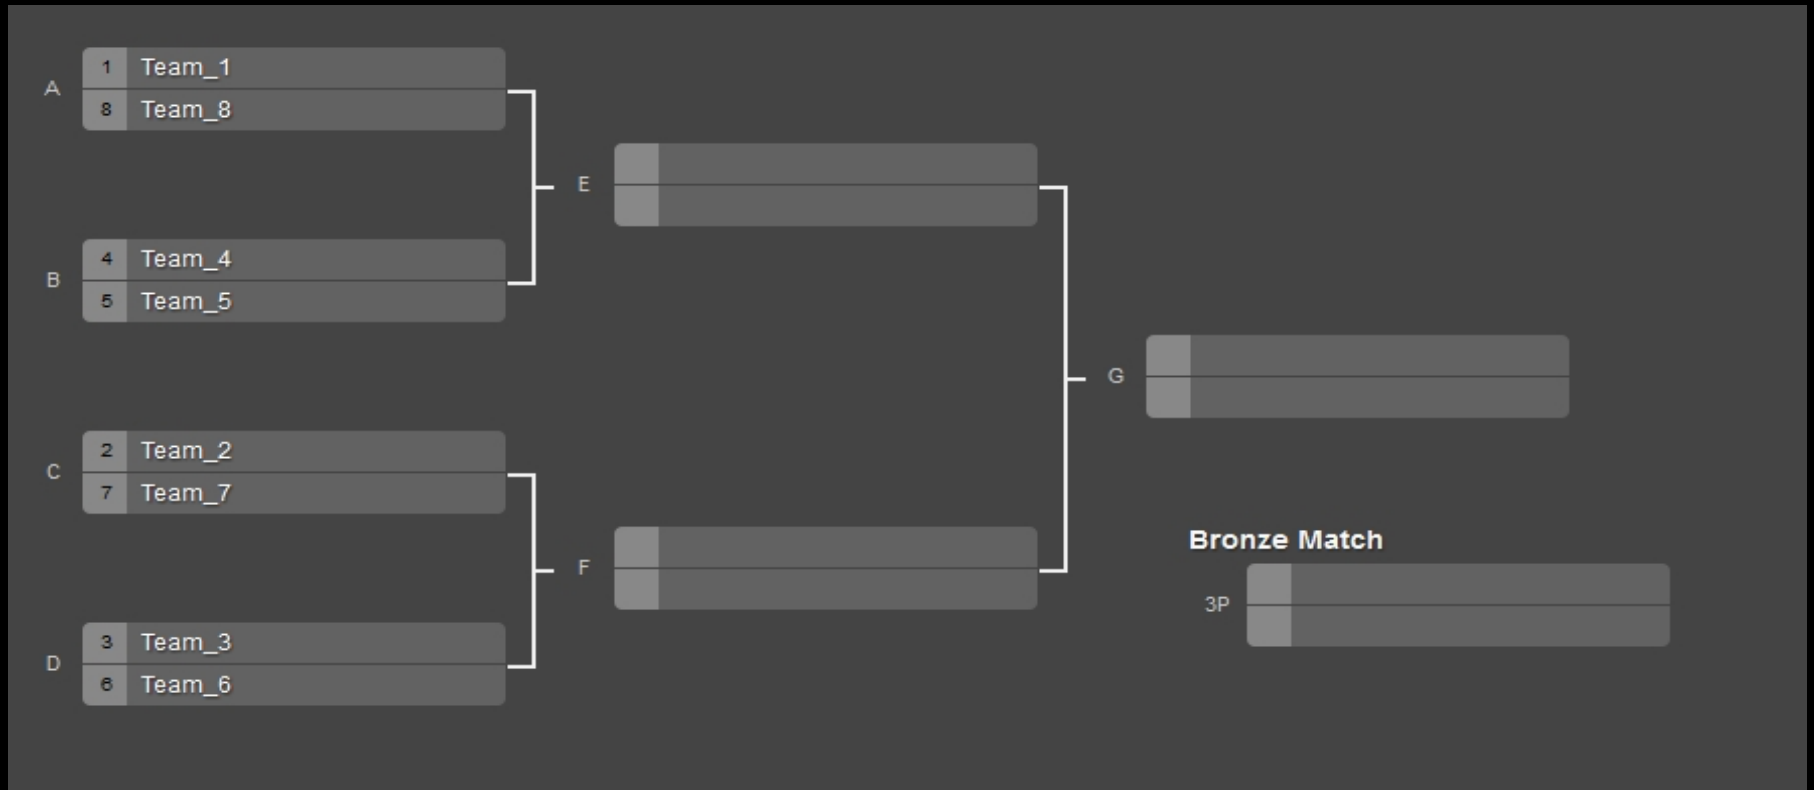 A
1 Team_1
8 Team_8
B
4 Team_4
5 Team_5
C
2 Team_2
7 Team_7
D
3 Team_3
6 Team_6
E
F
G
Bronze Match
3P